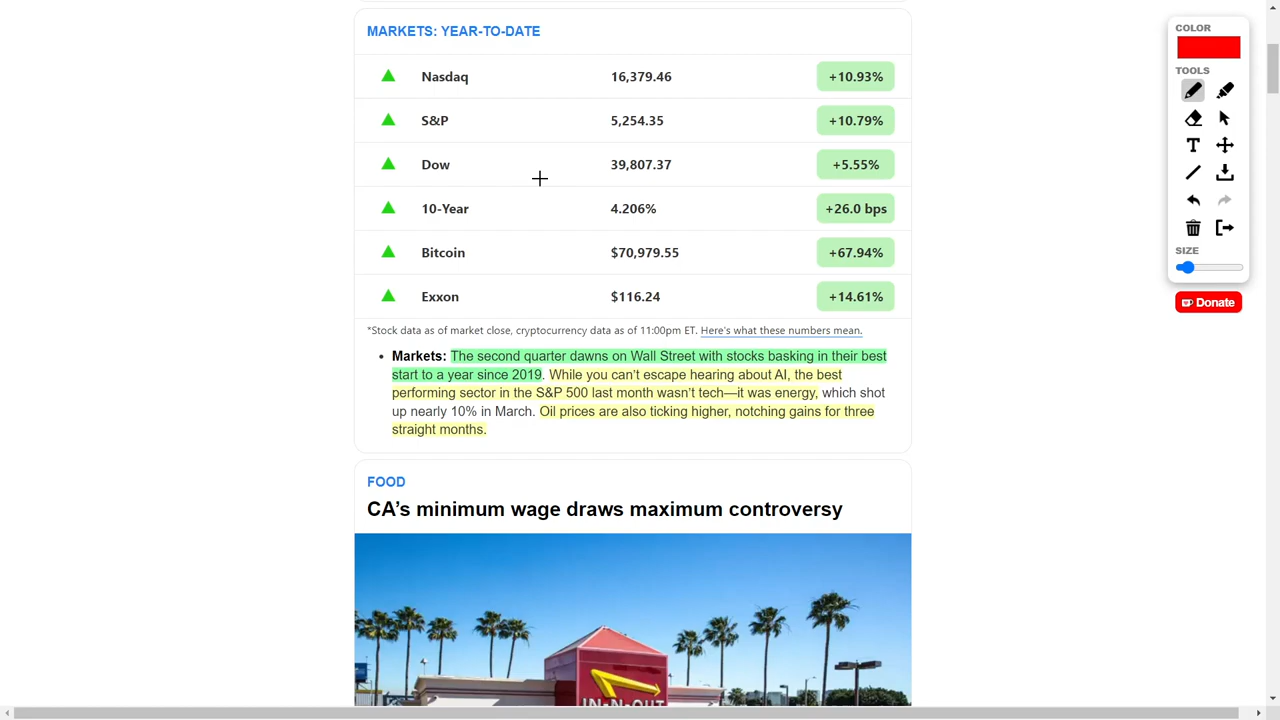 MARKETS: YEAR-TO-DATE
COLOR
TOOLS
Nasdaq 16,379.46 +10.93%
S&P 5,254.35 +10.79%
Dow 39,807.37 +5.55%
10-Year 4.206% +26.0 bps
Bitcoin $70,979.55 +67.94%
Exxon $116.24 +14.61%
T
SIZE
Donate
*Stock data as of market close, cryptocurrency data as of 11:00pm ET. Here's what these numbers mean.
• Markets: The second quarter dawns on Wall Street with stocks basking in their best
start to a year since 2019. While you can’t escape hearing about AI, the best
performing sector in the S&P 500 last month wasn’t tech—it was energy, which shot
up nearly 10% in March. Oil prices are also ticking higher, notching gains for three
straight months.
FOOD
CA’s minimum wage draws maximum controversy
IN-N-OUT